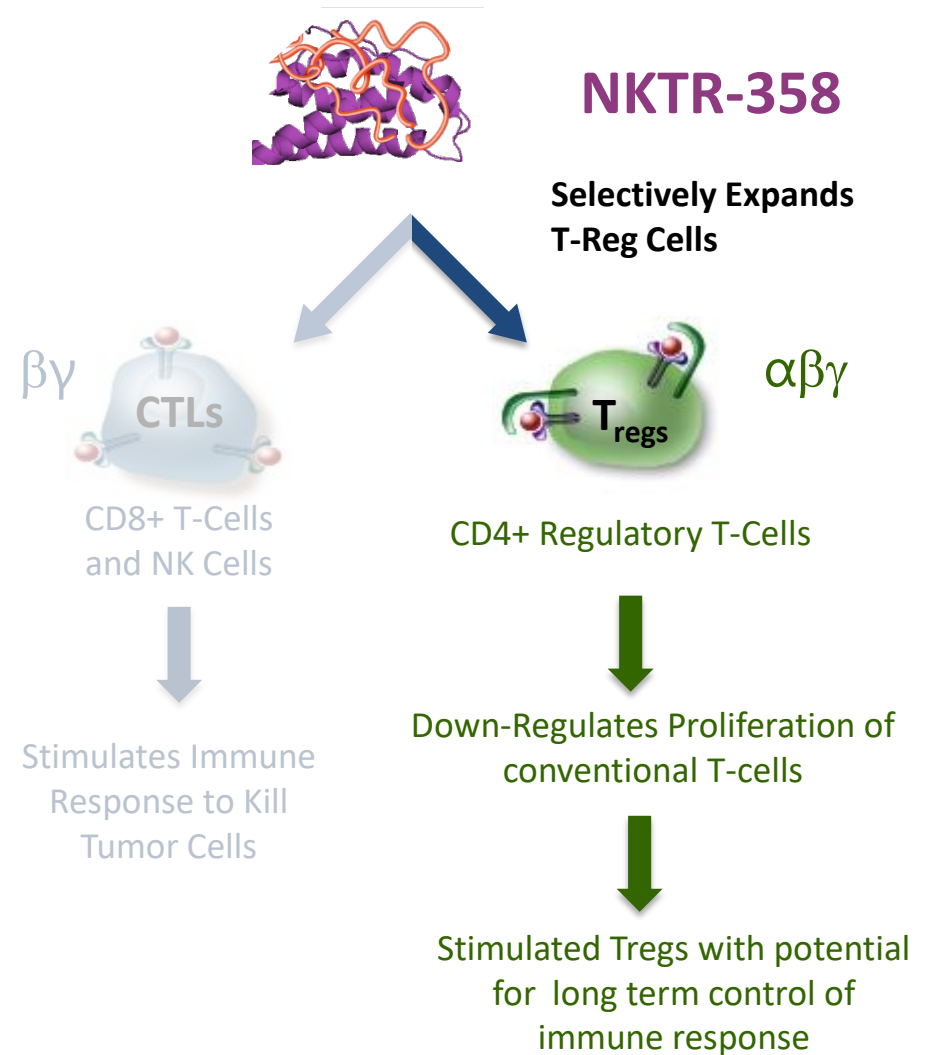 NKTR-358
Selectively Expands
T-Reg Cells
βγ
CTLs
CD8+ T-Cells
and NK Cells
Stimulates Immune
Response to Kill
Tumor Cells
Tregs
αβγ
CD4+ Regulatory T-Cells
Down-Regulates Proliferation of
conventional T-cells
Stimulated Tregs with potential
for long term control of
immune response